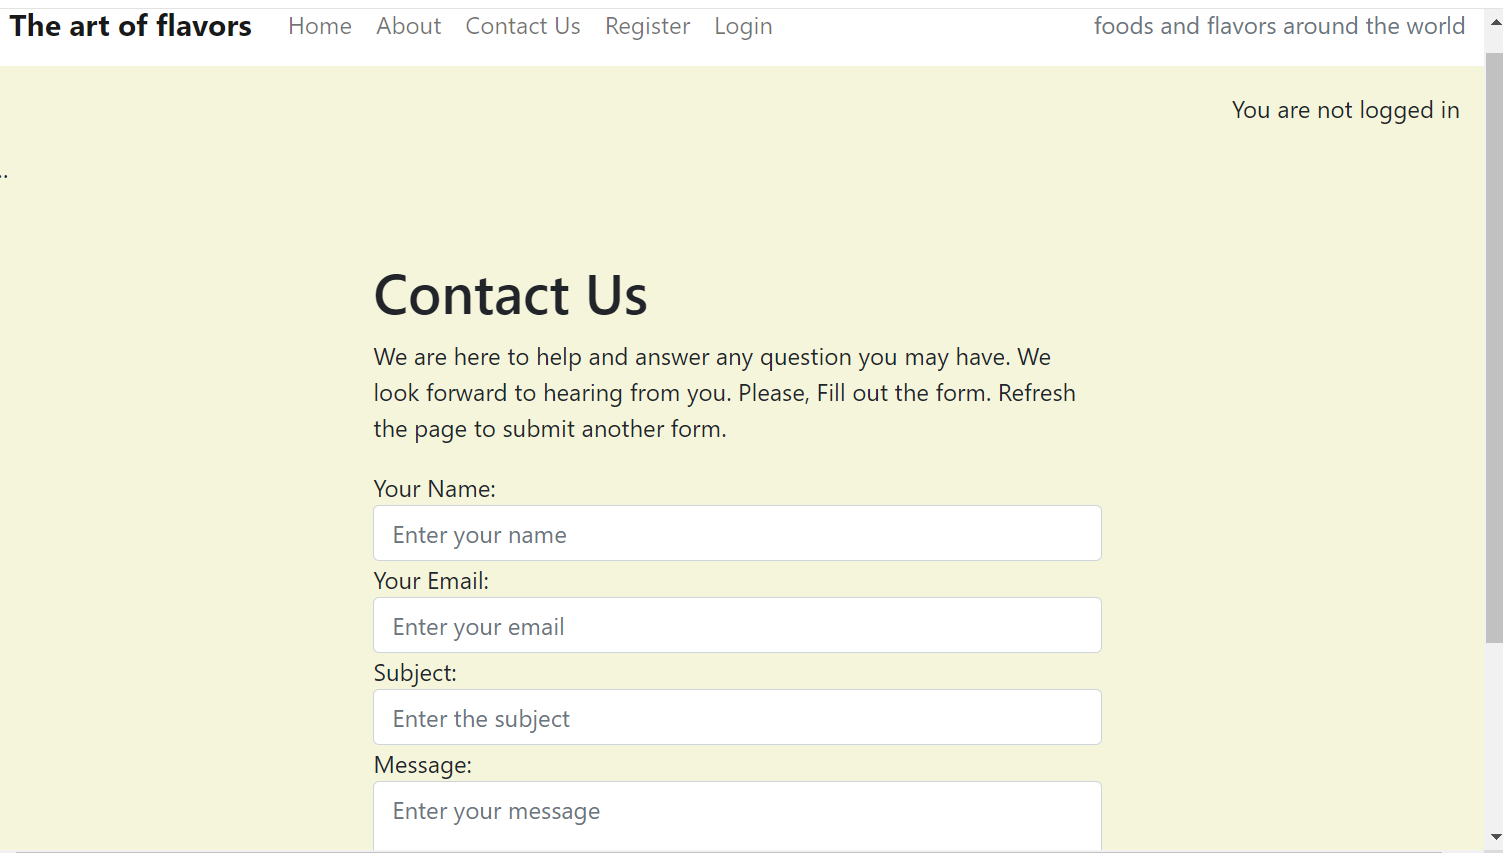 The art of flavors Home About Contact Us Register Login foods and flavors around the world
You are not logged in
..
Contact Us
We are here to help and answer any question you may have. We
look forward to hearing from you. Please, Fill out the form. Refresh
the page to submit another form.
Your Name:
Enter your name
Your Email:
Enter your email
Subject:
Enter the subject
Message:
Enter your message